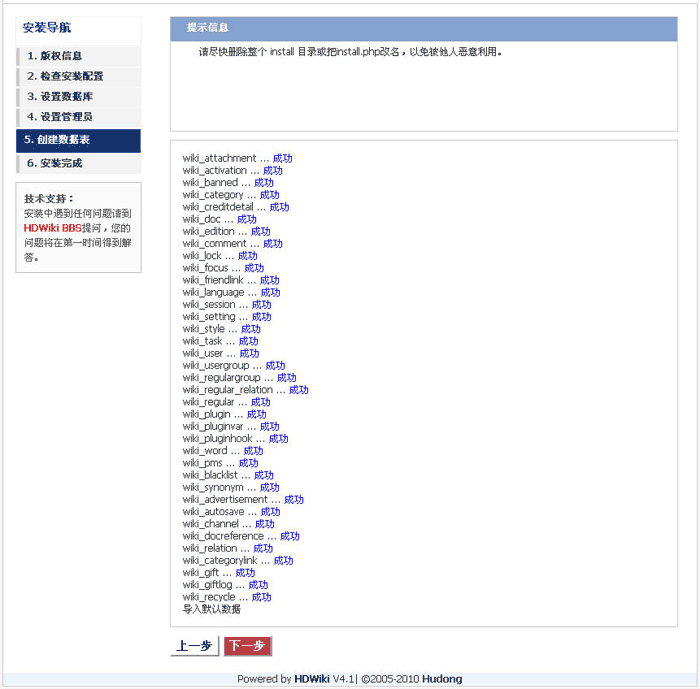 安装导航
1. 版权信息
2. 检查安装配置
3. 设置数据库
4. 设置管理员
5. 创建数据表
6. 安装完成
技术支持：
安装中遇到任何问题请到
HDWiki BBS提问，您的
问题将在第一时间得到解
答。
提示信息
请尽快删除整个 install 目录或把install.php改名，以免被他人恶意利用。
wiki_attachment ... 成功
wiki_activation ... 成功
wiki_banned ... 成功
wiki_category ... 成功
wiki_creditdetail ... 成功
wiki_doc ... 成功
wiki_edition ... 成功
wiki_comment ... 成功
wiki_lock ... 成功
wiki_focus ... 成功
wiki_friendlink ... 成功
wiki_language ... 成功
wiki_session ... 成功
wiki_setting ... 成功
wiki_style ... 成功
wiki_task ... 成功
wiki_user ... 成功
wiki_usergroup ... 成功
wiki_regulargroup ... 成功
wiki_regular_relation ... 成功
wiki_regular ... 成功
wiki_plugin ... 成功
wiki_pluginvar ... 成功
wiki_pluginhook ... 成功
wiki_word ... 成功
wiki_pms ... 成功
wiki_blacklist ... 成功
wiki_synonym ... 成功
wiki_advertisement ... 成功
wiki_autosave ... 成功
wiki_channel ... 成功
wiki_docreference ... 成功
wiki_relation ... 成功
wiki_categorylink ... 成功
wiki_gift ... 成功
wiki_giftlog ... 成功
wiki_recycle ... 成功
导入默认数据
上一步 下一步
Powered by HDWiki V4.1| ©2005-2010 Hudong